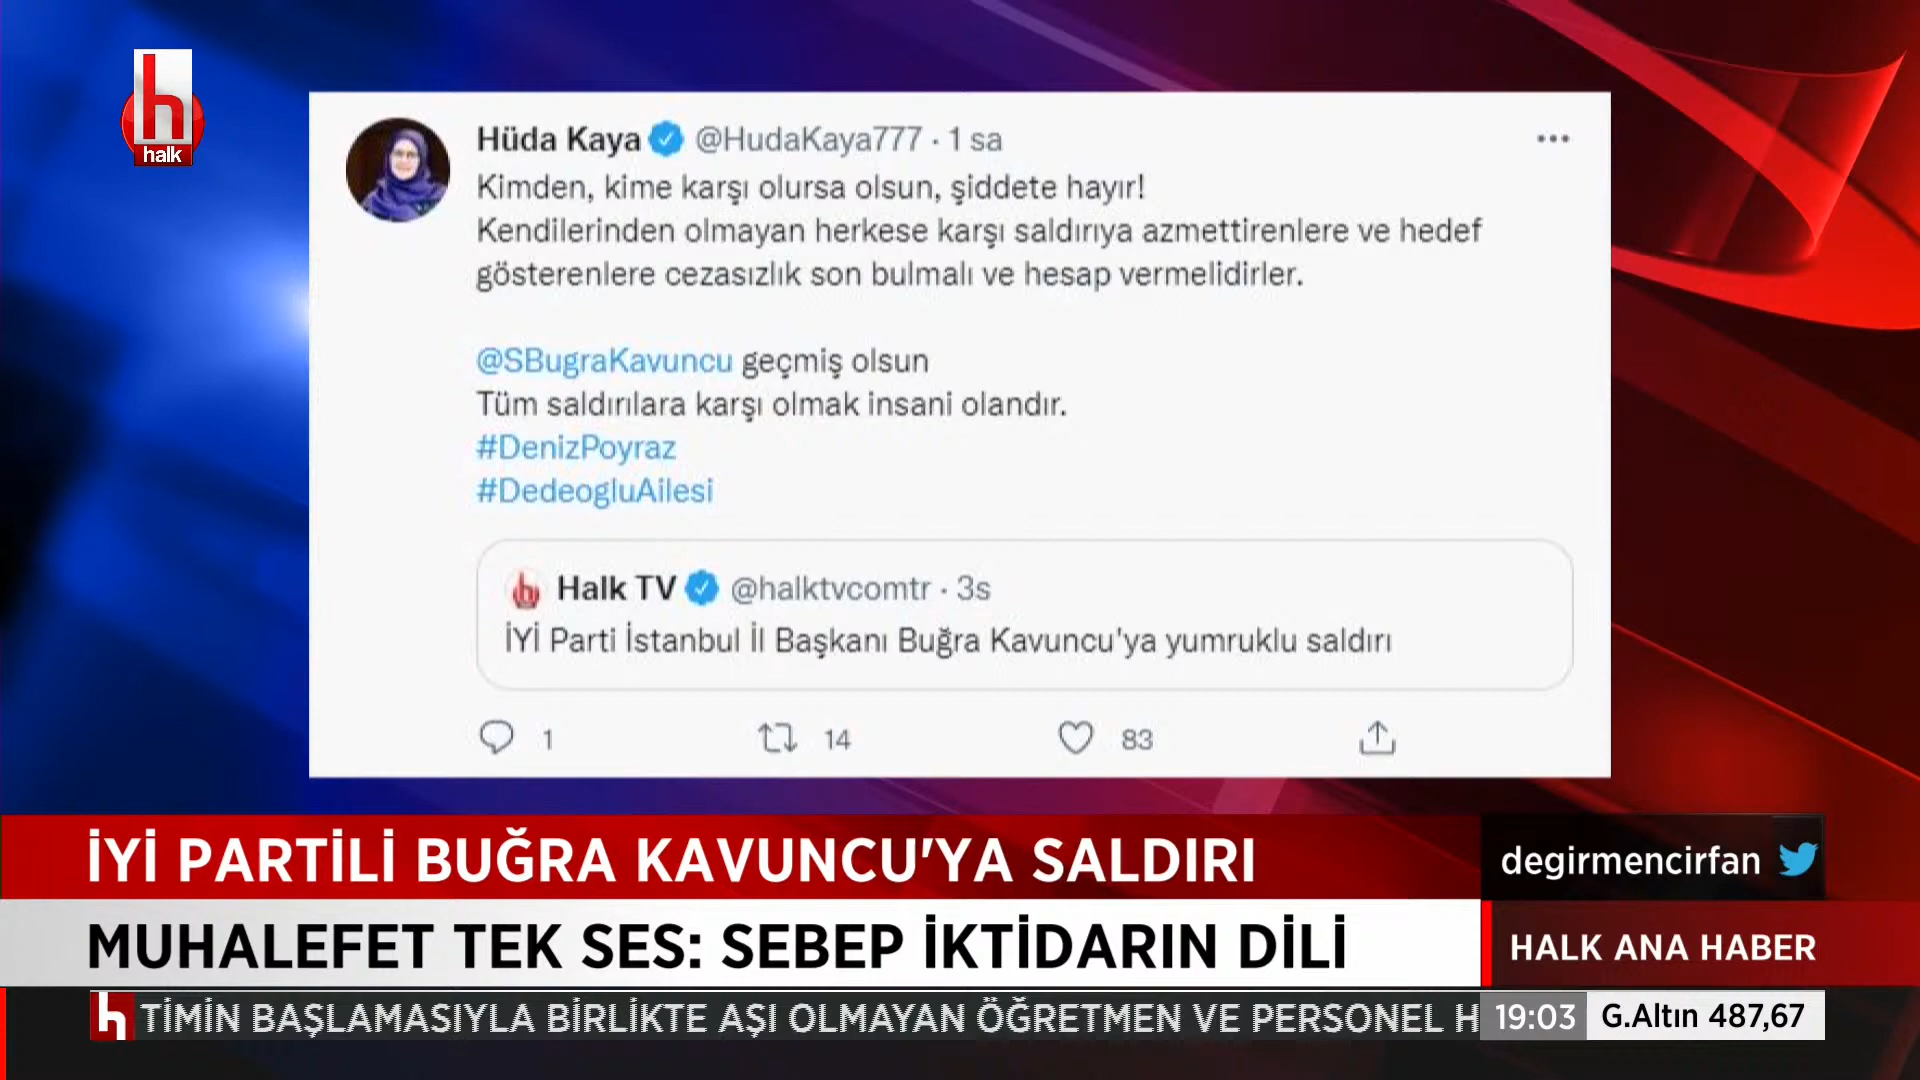 h
halk
Hüda Kaya @HudaKaya777 · 1 sa
Kimden, kime karşı olursa olsun, şiddete hayır!
Kendilerinden olmayan herkese karşı saldırıya azmettirenlere ve hedef
gösterenlere cezasızlık son bulmalı ve hesap vermelidirler.
@SBugraKavuncu geçmiş olsun
Tüm saldırılara karşı olmak insani olandır.
#DenizPoyraz
#DedeogluAilesi
h
Halk TV @halktvcomtr · 3s
İYİ Parti İstanbul İl Başkanı Buğra Kavuncu'ya yumruklu saldırı
1 14 83
İYİ PARTİLİ BUĞRA KAVUNCU'YA SALDIRI
degirmencirfan
MUHALEFET TEK SES: SEBEP İKTİDARIN DİLİ
HALK ANA HABER
h TİMİN BAŞLAMASIYLA BİRLİKTE AŞI OLMAYAN ÖĞRETMEN VE PERSONEL H
19:03 G.Altın 487,67